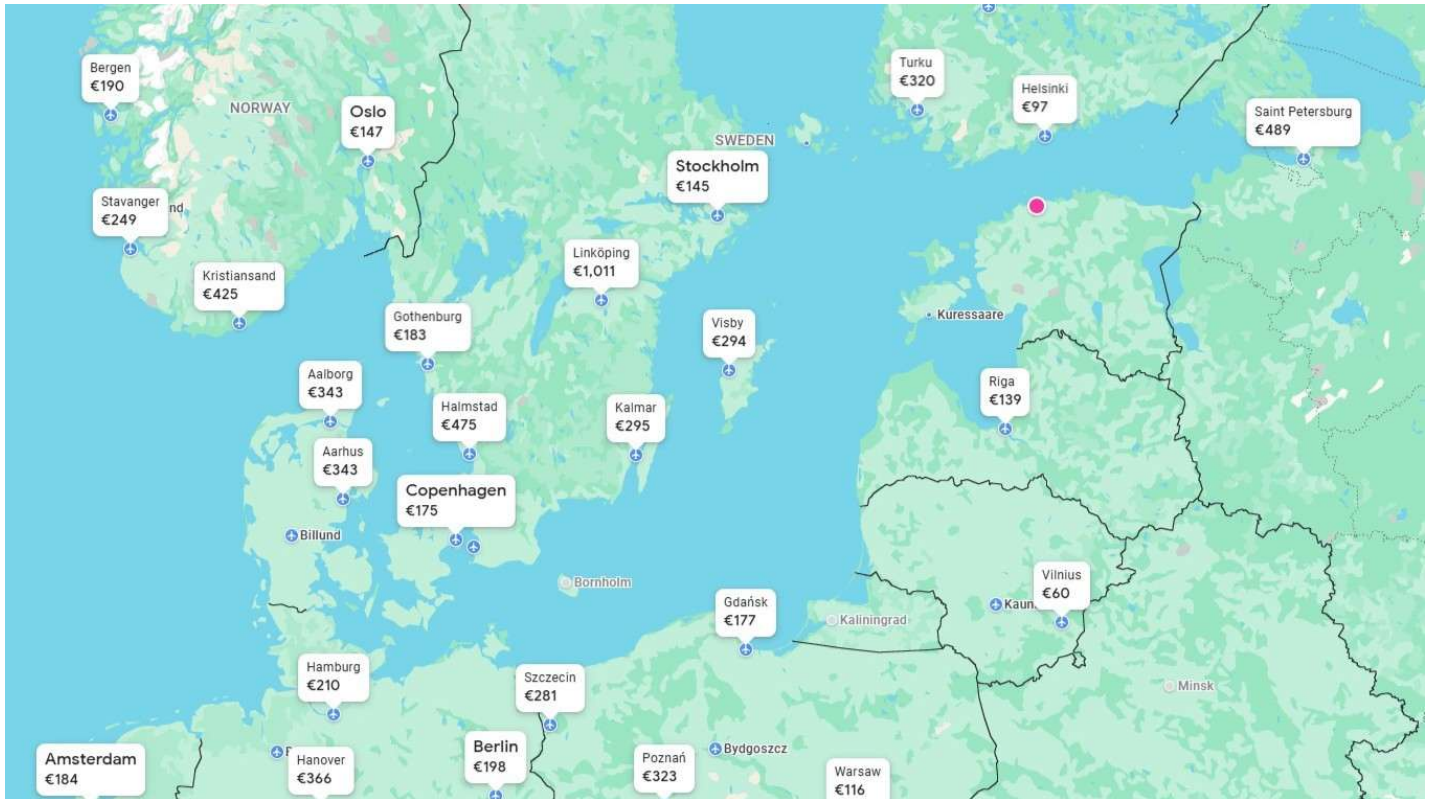 Bergen
€190
NORWAY
Oslo
€147
Turku
€320
Helsinki
€97
Saint Petersburg
€489
SWEDEN
Stockholm
€145
Stavanger
€249
nd
Linköping
€1,011
Kristiansand
€425
Gothenburg
€183
Visby
€294
Kuressaare
Aalborg
€343
Halmstad
€475
Kalmar
€295
Riga
€139
Aarhus
€343
Copenhagen
€175
Billund
Bornholm
Vilnius
€60
Gdańsk
€177
Kaun
Kaliningrad
Hamburg
€210
Szczecin
€281
Minsk
Amsterdam
€184
Hanover
€366
Berlin
€198
Poznań
€323
Bydgoszcz
Warsaw
€116